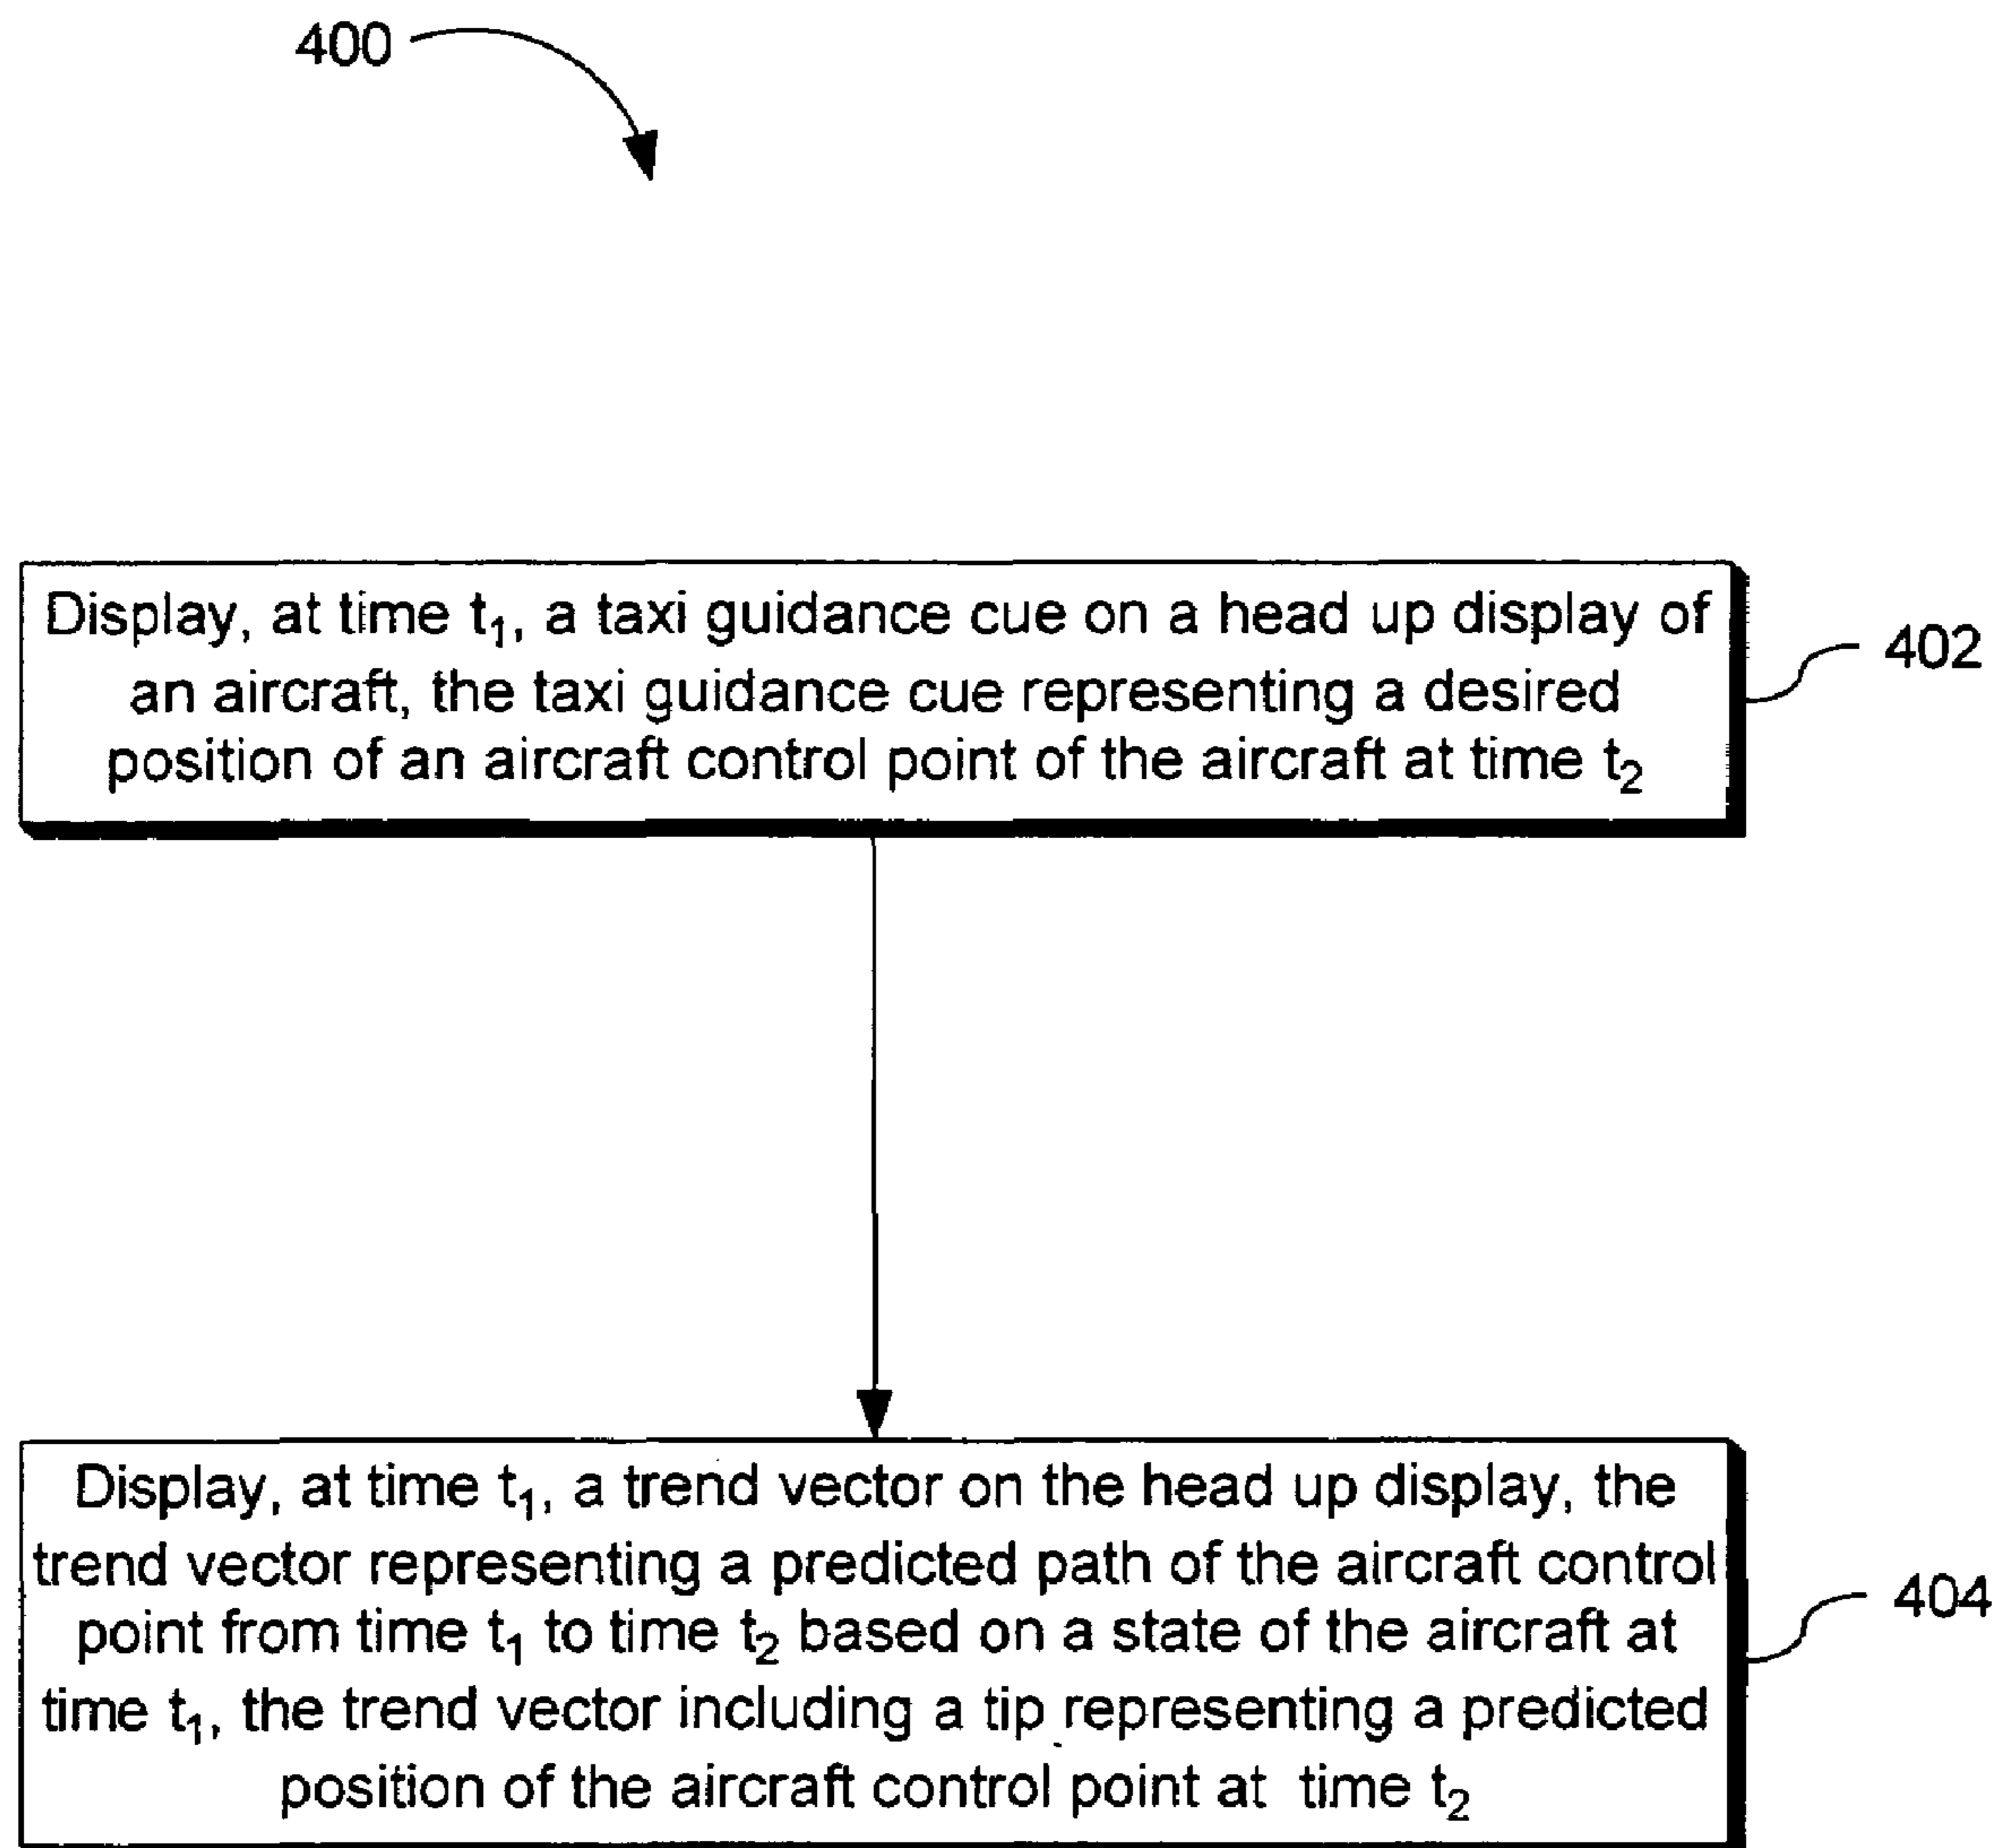 400
Display, at time t₁, a taxi guidance cue on a head up display of
an aircraft, the taxi guidance cue representing a desired
position of an aircraft control point of the aircraft at time t₂
402
Display, at time t₁, a trend vector on the head up display, the
trend vector representing a predicted path of the aircraft control
point from time t₁ to time t₂ based on a state of the aircraft at
time t₁, the trend vector including a tip representing a predicted
position of the aircraft control point at time t₂
404